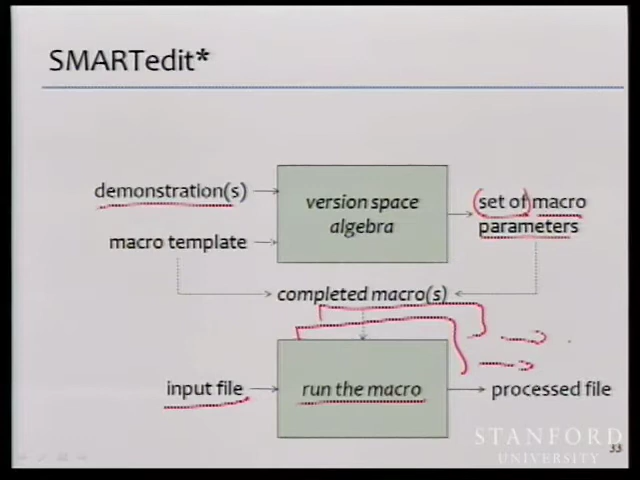 SMARTedit*
demonstration(s)
macro template
version space
algebra
(set of) macro
parameters
completed macro(s)
input file
run the macro
processed file
STANFORD
UNIVERSITY
33